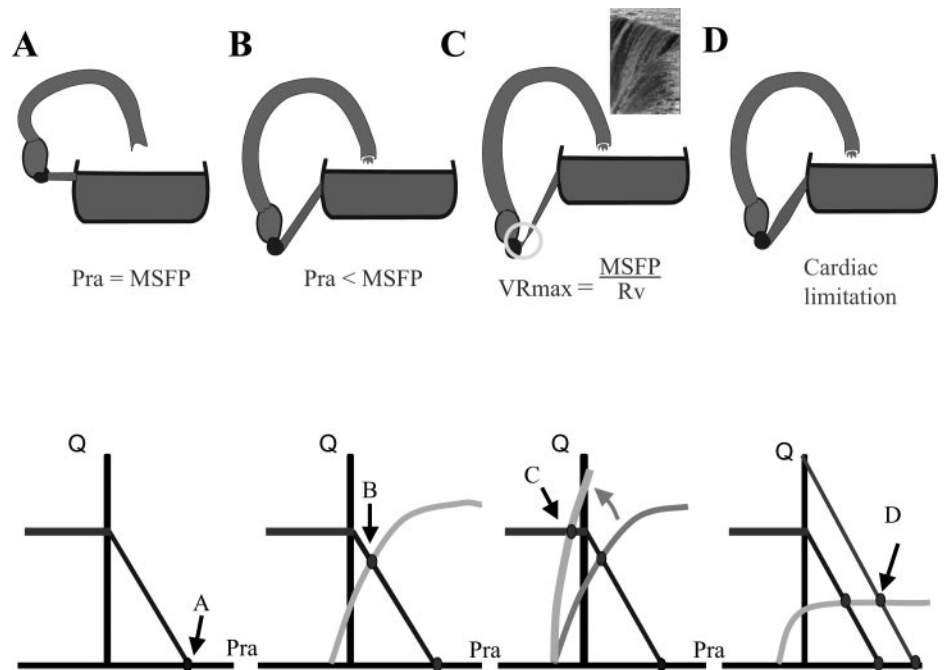 A
B
C
D
Pra = MSFP
Pra < MSFP
VRmax = MSFP
Rv
Cardiac
limitation
Q
A
Pra
B
Pra
Q
C
Pra
Q
D